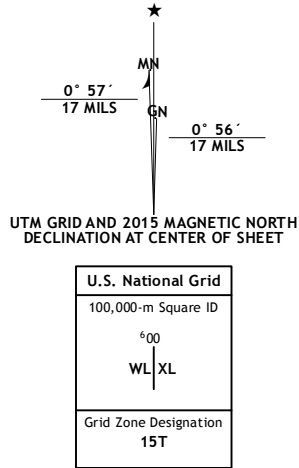 ★
MN
0° 57´
17 MILS
GN
0° 56´
17 MILS
UTM GRID AND 2015 MAGNETIC NORTH
DECLINATION AT CENTER OF SHEET
U.S. National Grid
100,000-m Square ID
⁶00
WL XL
Grid Zone Designation
15T